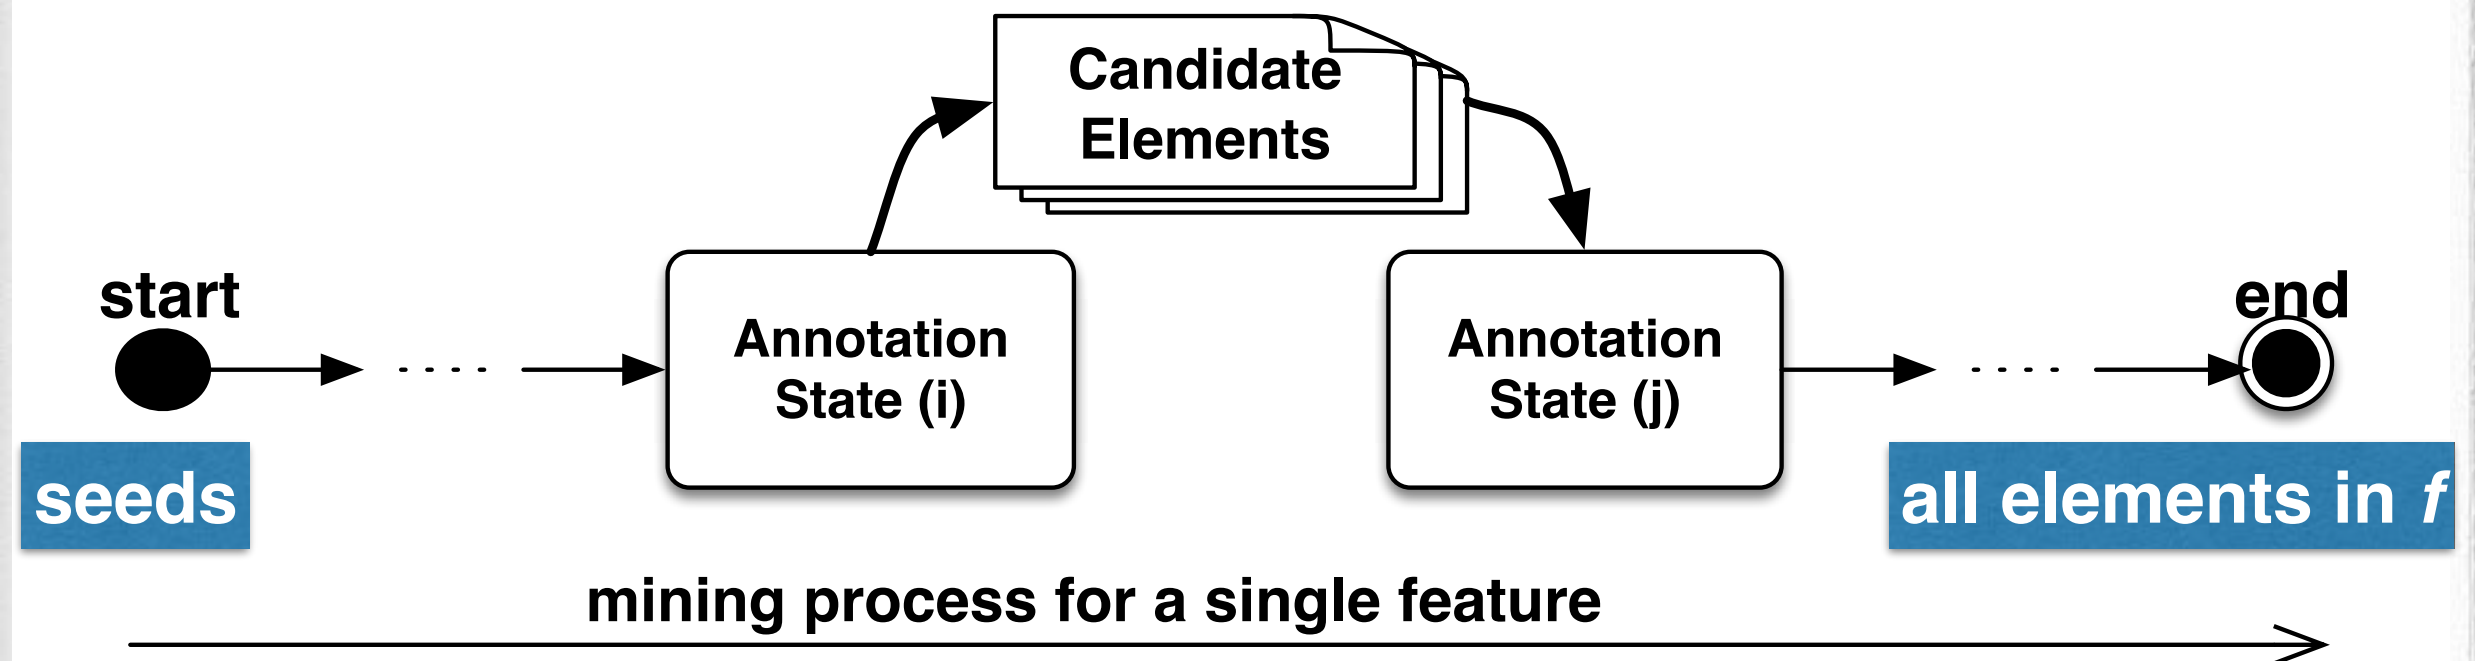 Candidate
Elements
start
Annotation
State (i)
Annotation
State (j)
end
seeds
all elements in f
mining process for a single feature